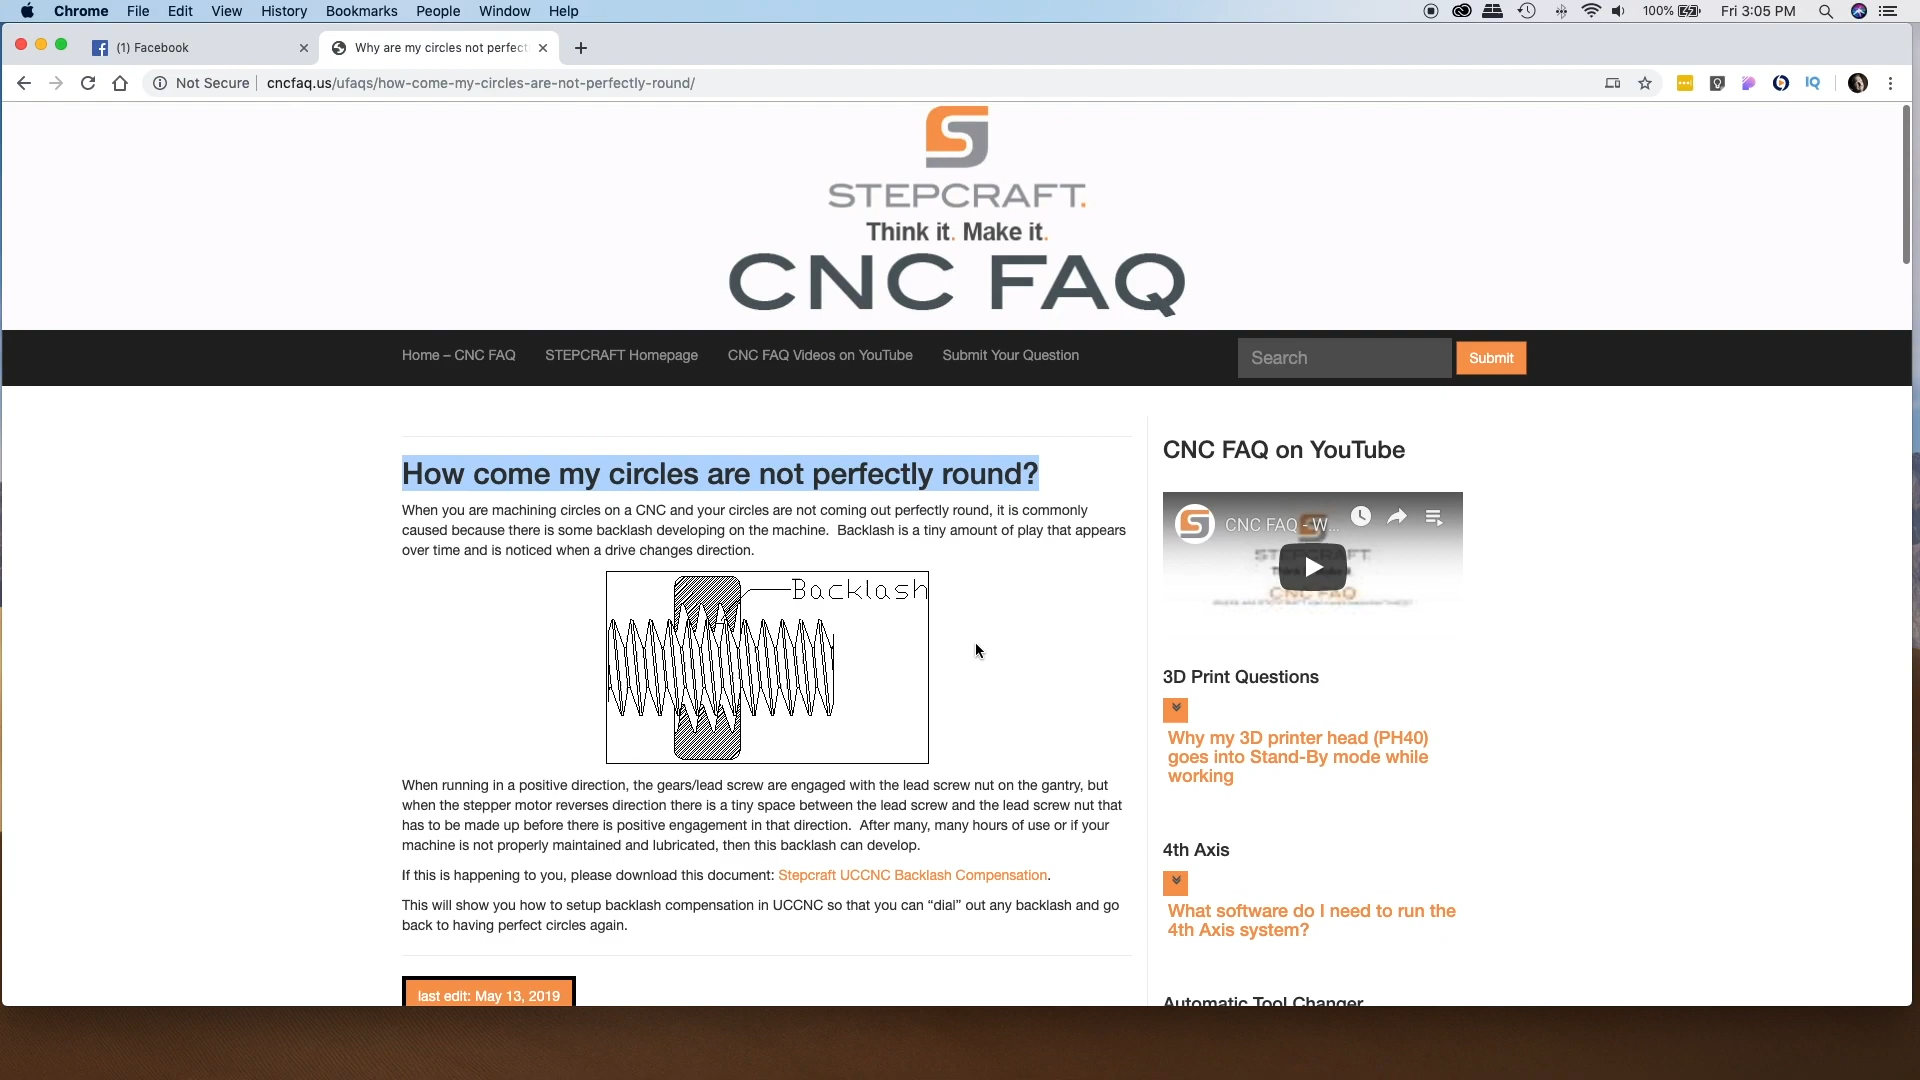 Chrome File Edit View History Bookmarks People Window Help 100% Fri 3:05 PM
(1) Facebook
Why are my circles not perfect
Not Secure cncfaq.us/ufaqs/how-come-my-circles-are-not-perfectly-round/
IQ
STEPCRAFT.
Think it. Make it.
CNC FAQ
Home – CNC FAQ STEPCRAFT Homepage CNC FAQ Videos on YouTube Submit Your Question Search Submit
How come my circles are not perfectly round?
When you are machining circles on a CNC and your circles are not coming out perfectly round, it is commonly
caused because there is some backlash developing on the machine.  Backlash is a tiny amount of play that appears
over time and is noticed when a drive changes direction.
Backlash
When running in a positive direction, the gears/lead screw are engaged with the lead screw nut on the gantry, but
when the stepper motor reverses direction there is a tiny space between the lead screw and the lead screw nut that
has to be made up before there is positive engagement in that direction.  After many, many hours of use or if your
machine is not properly maintained and lubricated, then this backlash can develop.
If this is happening to you, please download this document: Stepcraft UCCNC Backlash Compensation.
This will show you how to setup backlash compensation in UCCNC so that you can “dial” out any backlash and go
back to having perfect circles again.
last edit: May 13, 2019
CNC FAQ on YouTube
CNC FAQ - W...
STEPCRAFT
CNC FAQ
3D Print Questions
Why my 3D printer head (PH40)
goes into Stand-By mode while
working
4th Axis
What software do I need to run the
4th Axis system?
Automatic Tool Changer